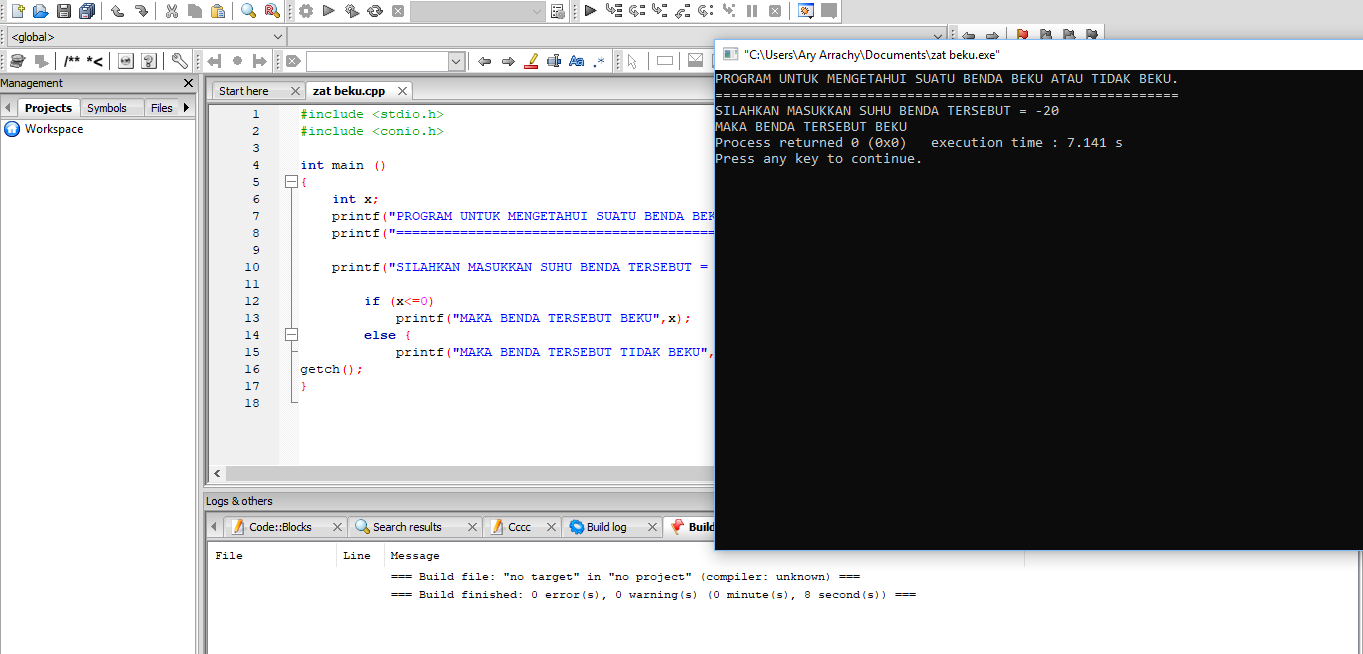 <global>
/** *<
Aa .*
Management
Projects Symbols Files
Workspace
Start here zat beku.cpp
1 #include <stdio.h>
2 #include <conio.h>
3
4 int main ()
5 {
6 int x;
7 printf("PROGRAM UNTUK MENGETAHUI SUATU BENDA BEK
8 printf("========================================
9
10 printf("SILAHKAN MASUKKAN SUHU BENDA TERSEBUT =
11
12 if (x<=0)
13 printf("MAKA BENDA TERSEBUT BEKU",x);
14 else {
15 printf("MAKA BENDA TERSEBUT TIDAK BEKU",
16 getch();
17 }
18
"C:\Users\Ary Arrachy\Documents\zat beku.exe"
PROGRAM UNTUK MENGETAHUI SUATU BENDA BEKU ATAU TIDAK BEKU.
==========================================================
SILAHKAN MASUKKAN SUHU BENDA TERSEBUT = -20
MAKA BENDA TERSEBUT BEKU
Process returned 0 (0x0) execution time : 7.141 s
Press any key to continue.
Logs & others
Code::Blocks Search results Cccc Build log Build
File Line Message
=== Build file: "no target" in "no project" (compiler: unknown) ===
=== Build finished: 0 error(s), 0 warning(s) (0 minute(s), 8 second(s)) ===